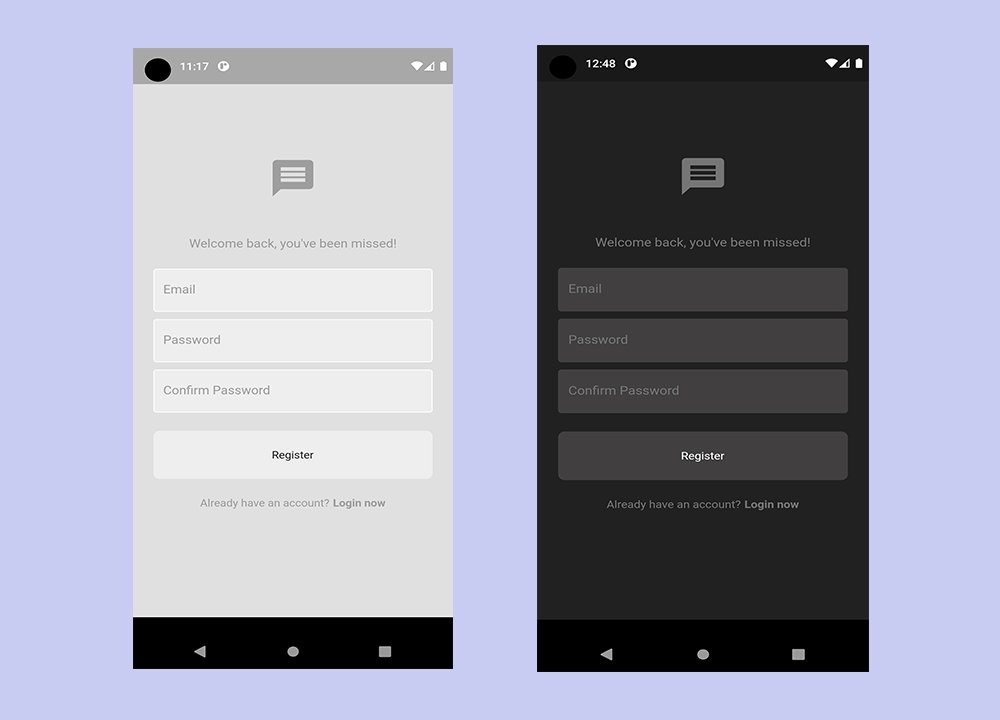 11:17
Welcome back, you've been missed!
Email
Password
Confirm Password
Register
Already have an account? Login now
12:48
Welcome back, you've been missed!
Email
Password
Confirm Password
Register
Already have an account? Login now